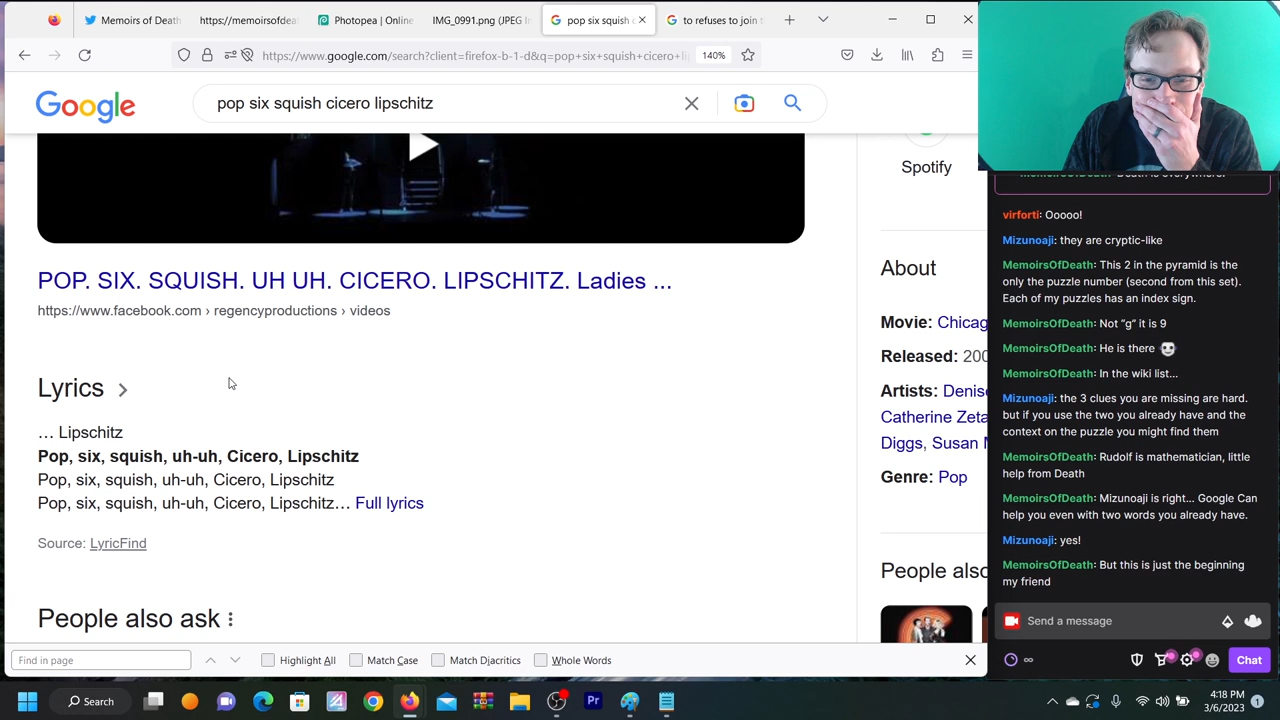 Memoirs of Death
https://memoirsofdea
Photopea | Online
IMG_0991.png (JPEG Im
pop six squish c
to refuses to join t
https://www.google.com/search?client=firefox-b-1-d&q=pop+six+squish+cicero+li
140%
Google
pop six squish cicero lipschitz
Spotify
POP. SIX. SQUISH. UH UH. CICERO. LIPSCHITZ. Ladies ...
https://www.facebook.com › regencyproductions › videos
Lyrics
… Lipschitz
Pop, six, squish, uh-uh, Cicero, Lipschitz
Pop, six, squish, uh-uh, Cicero, Lipschitz
Pop, six, squish, uh-uh, Cicero, Lipschitz… Full lyrics
Source: LyricFind
People also ask
About
Movie: Chicag
Released: 200
Artists: Denise
Catherine Zeta
Diggs, Susan M
Genre: Pop
People also
MemoirsOfDeath: Death is everywhere!
virforti: Ooooo!
Mizunoaji: they are cryptic-like
MemoirsOfDeath: This 2 in the pyramid is the
only the puzzle number (second from this set).
Each of my puzzles has an index sign.
MemoirsOfDeath: Not “g” it is 9
MemoirsOfDeath: He is there
MemoirsOfDeath: In the wiki list...
Mizunoaji: the 3 clues you are missing are hard.
but if you use the two you already have and the
context on the puzzle you might find them
MemoirsOfDeath: Rudolf is mathematician, little
help from Death
MemoirsOfDeath: Mizunoaji is right... Google Can
help you even with two words you already have.
Mizunoaji: yes!
MemoirsOfDeath: But this is just the beginning
my friend
Send a message
Chat
Find in page
Highlight All
Match Case
Match Diacritics
Whole Words
Search
Pr
4:18 PM
3/6/2023
1